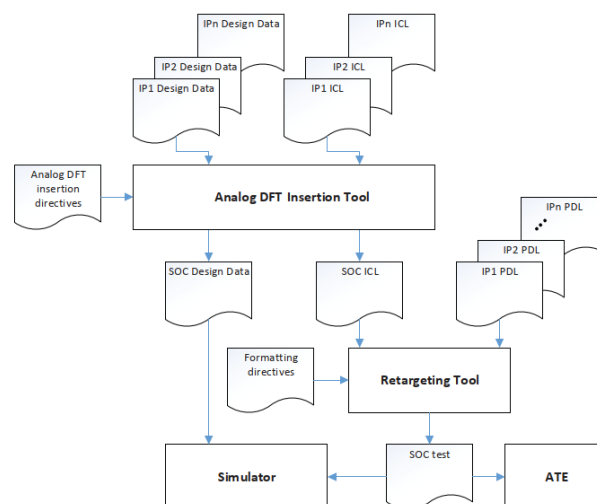 IPn Design Data
IPn ICL
IP2 Design Data
IP2 ICL
IP1 Design Data
IP1 ICL
Analog DFT
insertion
directives
Analog DFT Insertion Tool
IPn PDL
IP2 PDL
SOC Design Data
SOC ICL
IP1 PDL
Formatting
directives
Retargeting Tool
SOC test
Simulator
ATE